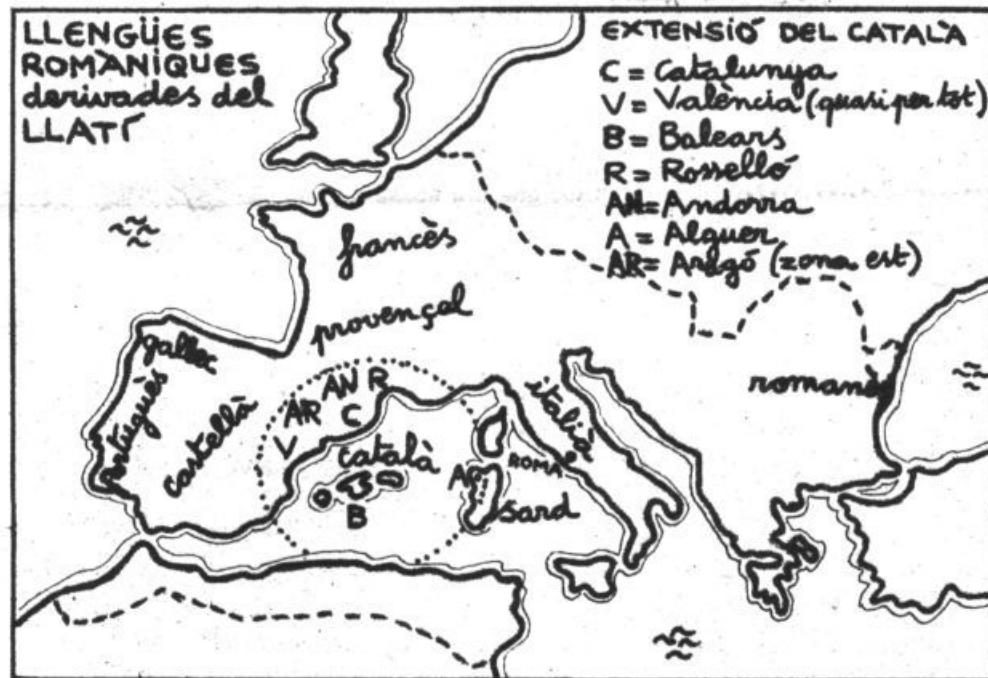 LLENGÜES
ROMÀNIQUES
derivades del
LLATÍ
EXTENSIÓ DEL CATALÀ
C = Catalunya
V = València (quasi per tot)
B = Balears
R = Rosselló
AN = Andorra
A = Alguer
AR = Aragó (zona est)
francès
provençal
gallec
portuguès
castellà
AN R
AR
C
V
català
B
A
italià
ROMA
sard
romanès